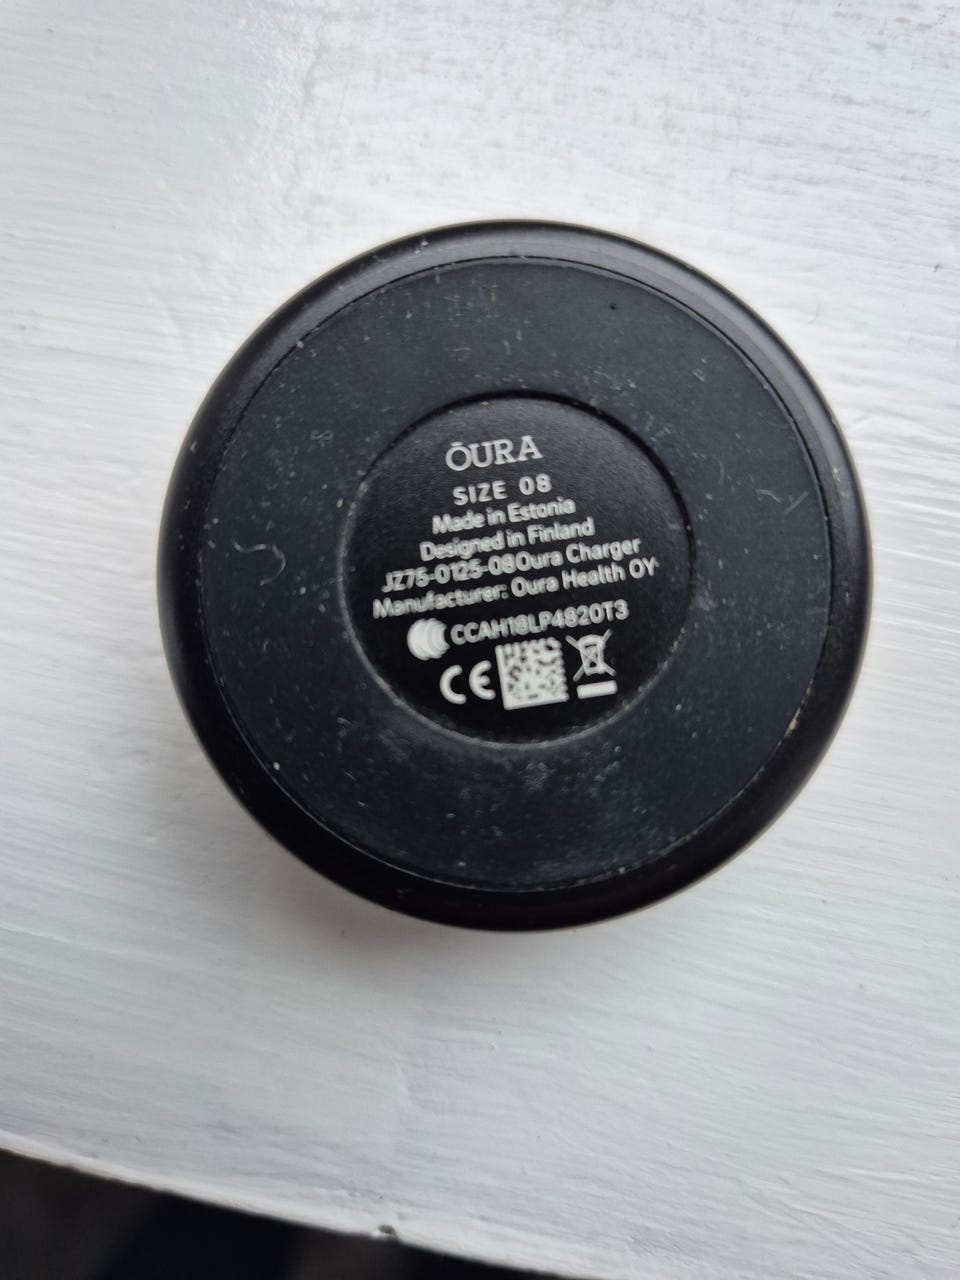 ŌURA
SIZE 08
Made in Estonia
Designed in Finland
JZ75-0125-08Oura Charger
Manufacturer: Oura Health OY
CCAH18LP4820T3
CE